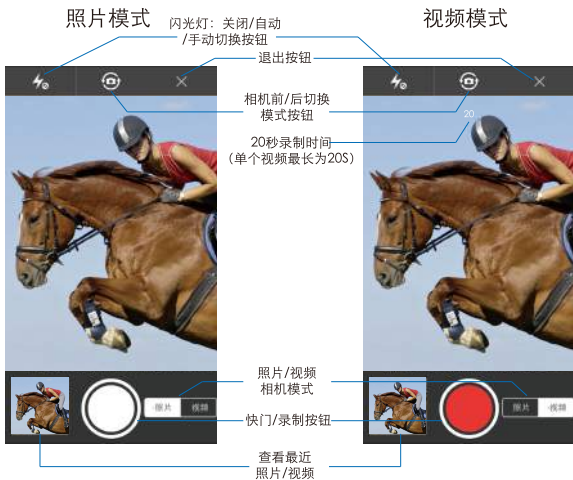 照片模式
视频模式
闪光灯：关闭/自动
/手动切换按钮
退出按钮
相机前/后切换
模式按钮
20秒录制时间
（单个视频最长为20S）
20
照片/视频
相机模式
照片 视频
照片 视频
快门/录制按钮
查看最近
照片/视频